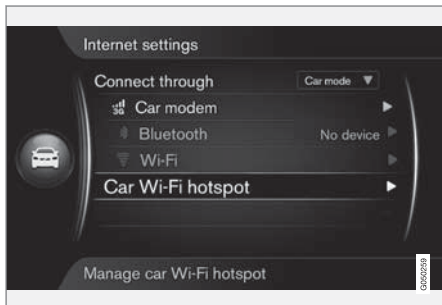 Internet settings
Connect through Car mode
3G Car modem
Bluetooth No device
Wi-Fi
Car Wi-Fi hotspot
Manage car Wi-Fi hotspot
G050259